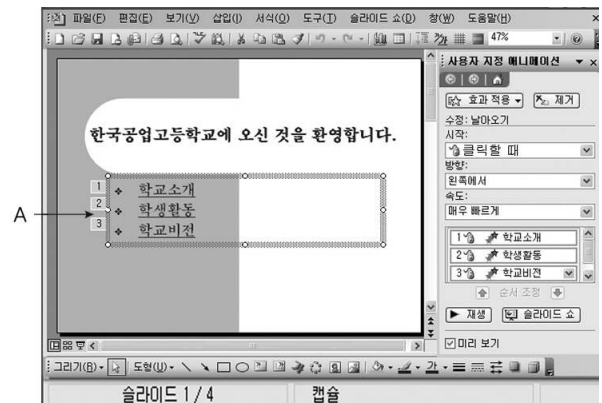 파일(F) 편집(E) 보기(V) 삽입(I) 서식(O) 도구(T) 슬라이드 쇼(D) 창(W) 도움말(H) ×
가 47%
사용자 지정 애니메이션
효과 적용 제거
수정: 날아오기
시작:
클릭할 때
방향:
왼쪽에서
속도:
매우 빠르게
1 학교소개
2 학생활동
3 학교비전
순서 조정
재생 슬라이드 쇼
미리 보기
한국공업고등학교에 오신 것을 환영합니다.
1 학교소개
2 학생활동
3 학교비전
A
그리기(R) 도형(U) 가
슬라이드 1 / 4 캡슐